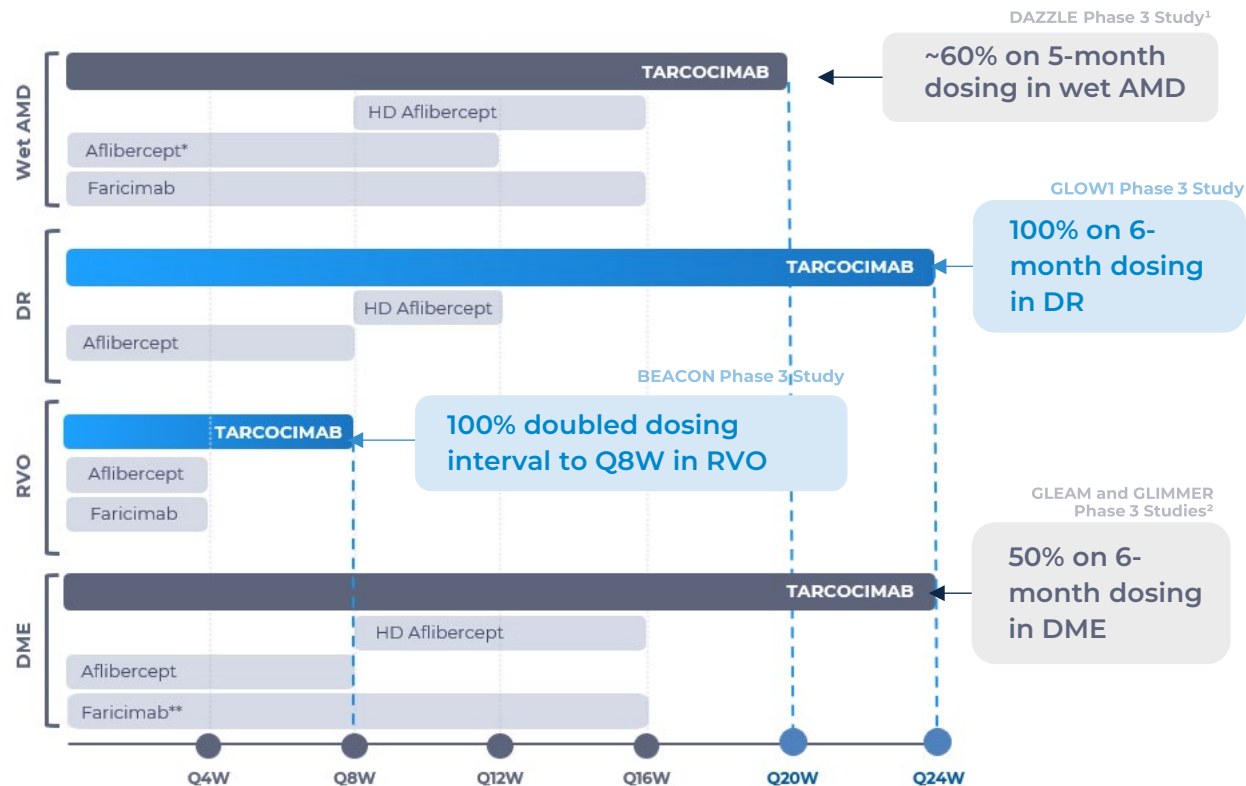 DAZZLE Phase 3 Study¹
~60% on 5-month
dosing in wet AMD
Wet AMD
TARCOCIMAB
HD Aflibercept
Aflibercept*
Faricimab
GLOW1 Phase 3 Study
100% on 6-
month dosing
in DR
DR
TARCOCIMAB
HD Aflibercept
Aflibercept
BEACON Phase 3 Study
100% doubled dosing
interval to Q8W in RVO
RVO
TARCOCIMAB
Aflibercept
Faricimab
GLEAM and GLIMMER
Phase 3 Studies²
50% on 6-
month dosing
in DME
DME
TARCOCIMAB
HD Aflibercept
Aflibercept
Faricimab**
Q4W Q8W Q12W Q16W Q20W Q24W